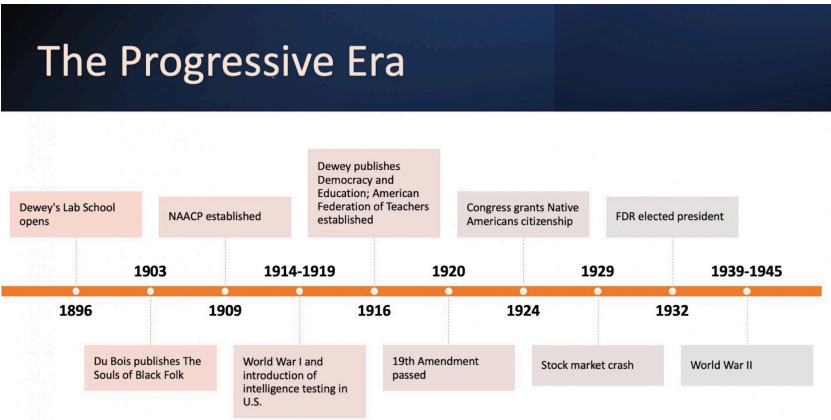 The Progressive Era
Dewey publishes
Democracy and
Education; American
Federation of Teachers
established
Dewey's Lab School
opens
NAACP established
Congress grants Native
Americans citizenship
FDR elected president
1903
1914-1919
1920
1929
1939-1945
1896
1909
1916
1924
1932
Du Bois publishes The
Souls of Black Folk
World War I and
introduction of
intelligence testing in
U.S.
19th Amendment
passed
Stock market crash
World War II